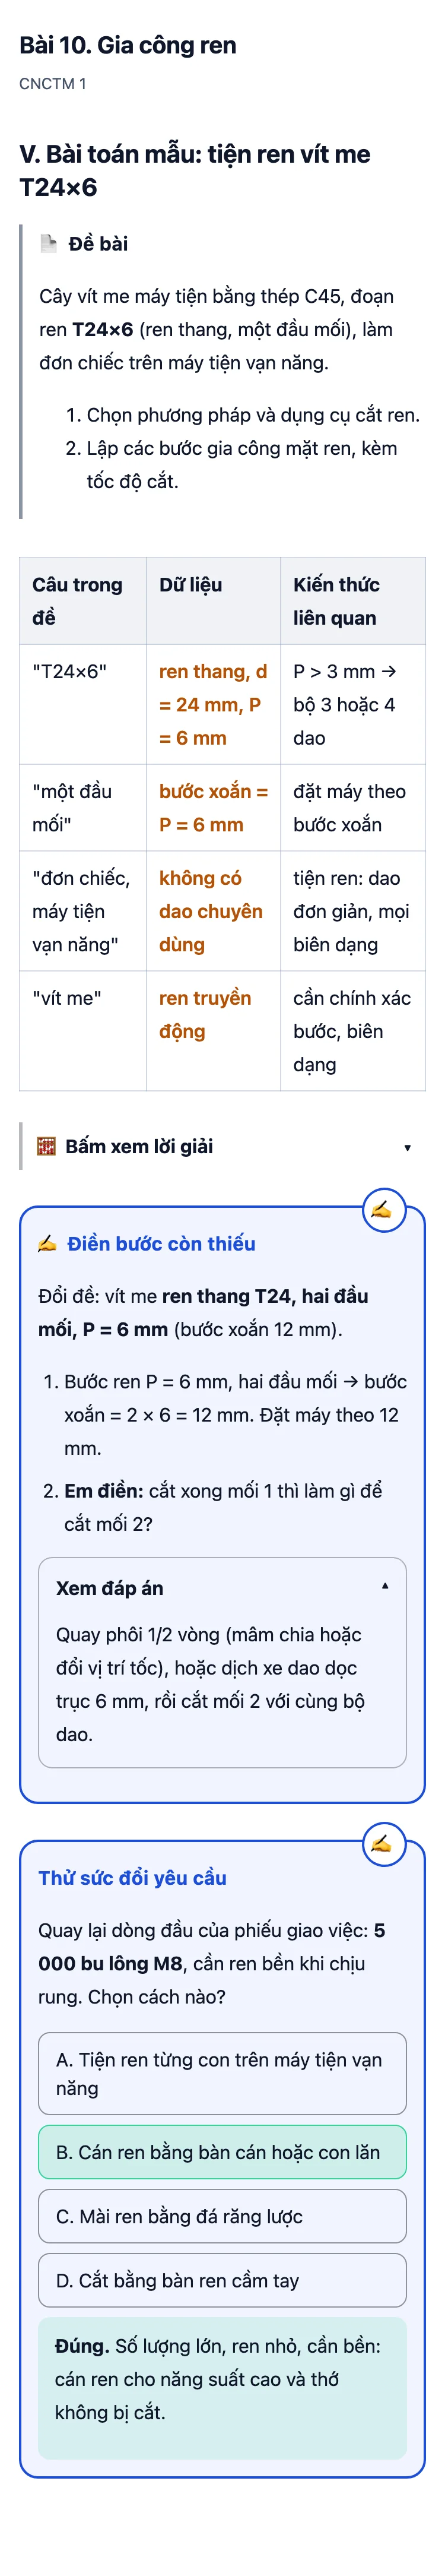 Bài 10. Gia công ren
CNCTM 1
V. Bài toán mẫu: tiện ren vít me
T24×6
Đề bài
Cây vít me máy tiện bằng thép C45, đoạn
ren T24×6 (ren thang, một đầu mối), làm
đơn chiếc trên máy tiện vạn năng.
1. Chọn phương pháp và dụng cụ cắt ren.
2. Lập các bước gia công mặt ren, kèm
tốc độ cắt.
Câu trong
đề
Dữ liệu
Kiến thức
liên quan
"T24×6"
ren thang, d
= 24 mm, P
= 6 mm
P > 3 mm →
bộ 3 hoặc 4
dao
"một đầu
mối"
bước xoắn =
P = 6 mm
đặt máy theo
bước xoắn
"đơn chiếc,
máy tiện
vạn năng"
không có
dao chuyên
dùng
tiện ren: dao
đơn giản, mọi
biên dạng
"vít me"
ren truyền
động
cần chính xác
bước, biên
dạng
Bấm xem lời giải
Điền bước còn thiếu
Đổi đề: vít me ren thang T24, hai đầu
mối, P = 6 mm (bước xoắn 12 mm).
1. Bước ren P = 6 mm, hai đầu mối → bước
xoắn = 2 × 6 = 12 mm. Đặt máy theo 12
mm.
2. Em điền: cắt xong mối 1 thì làm gì để
cắt mối 2?
Xem đáp án
Quay phôi 1/2 vòng (mâm chia hoặc
đổi vị trí tốc), hoặc dịch xe dao dọc
trục 6 mm, rồi cắt mối 2 với cùng bộ
dao.
Thử sức đổi yêu cầu
Quay lại dòng đầu của phiếu giao việc: 5
000 bu lông M8, cần ren bền khi chịu
rung. Chọn cách nào?
A. Tiện ren từng con trên máy tiện vạn
năng
B. Cán ren bằng bàn cán hoặc con lăn
C. Mài ren bằng đá răng lược
D. Cắt bằng bàn ren cầm tay
Đúng. Số lượng lớn, ren nhỏ, cần bền:
cán ren cho năng suất cao và thớ
không bị cắt.